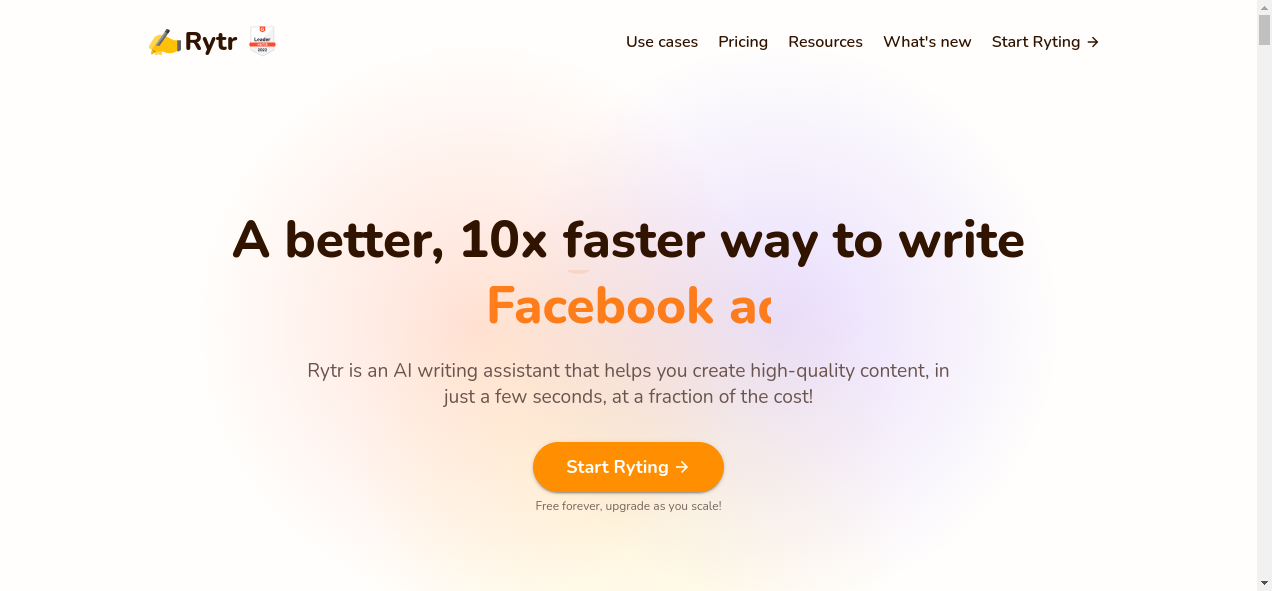 Rytr
Leader
2022
Use cases Pricing Resources What's new Start Ryting →
A better, 10x faster way to write
Facebook ad
Rytr is an AI writing assistant that helps you create high-quality content, in
just a few seconds, at a fraction of the cost!
Start Ryting →
Free forever, upgrade as you scale!